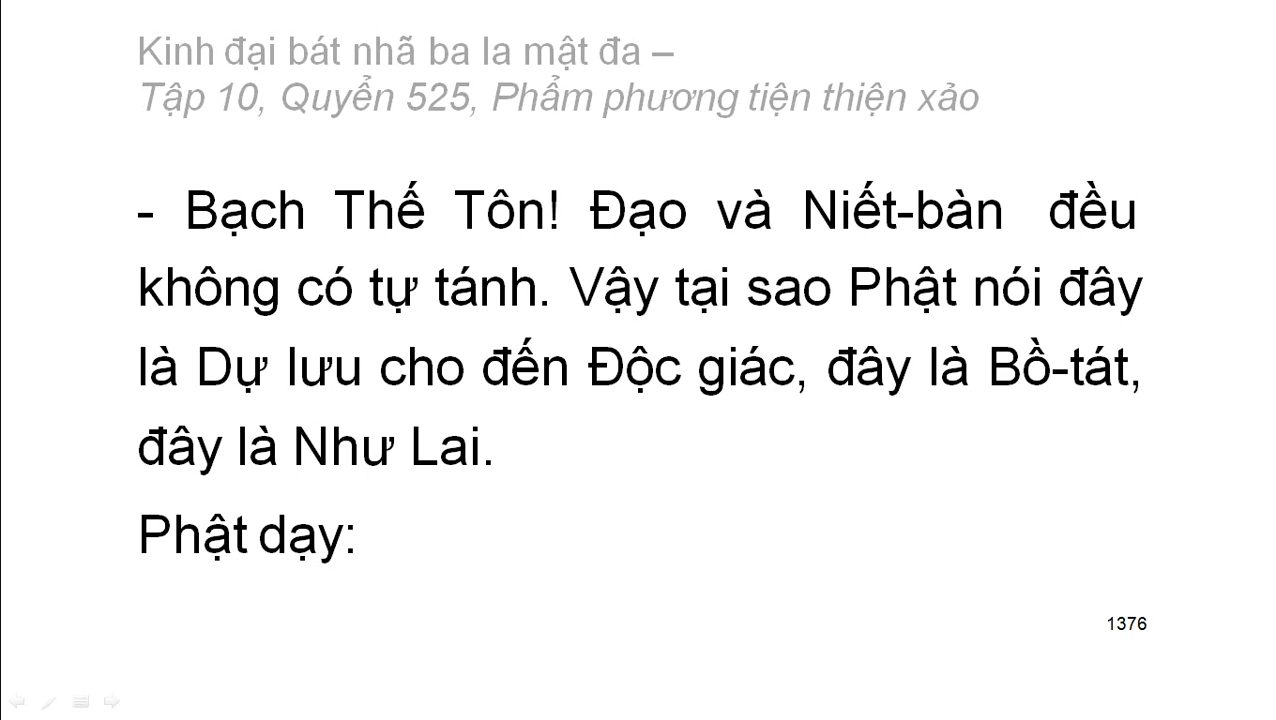 Kinh đại bát nhã ba la mật đa –
Tập 10, Quyển 525, Phẩm phương tiện thiện xảo
- Bạch Thế Tôn! Đạo và Niết-bàn đều
không có tự tánh. Vậy tại sao Phật nói đây
là Dự lưu cho đến Độc giác, đây là Bồ-tát,
đây là Như Lai.
Phật dạy:
1376